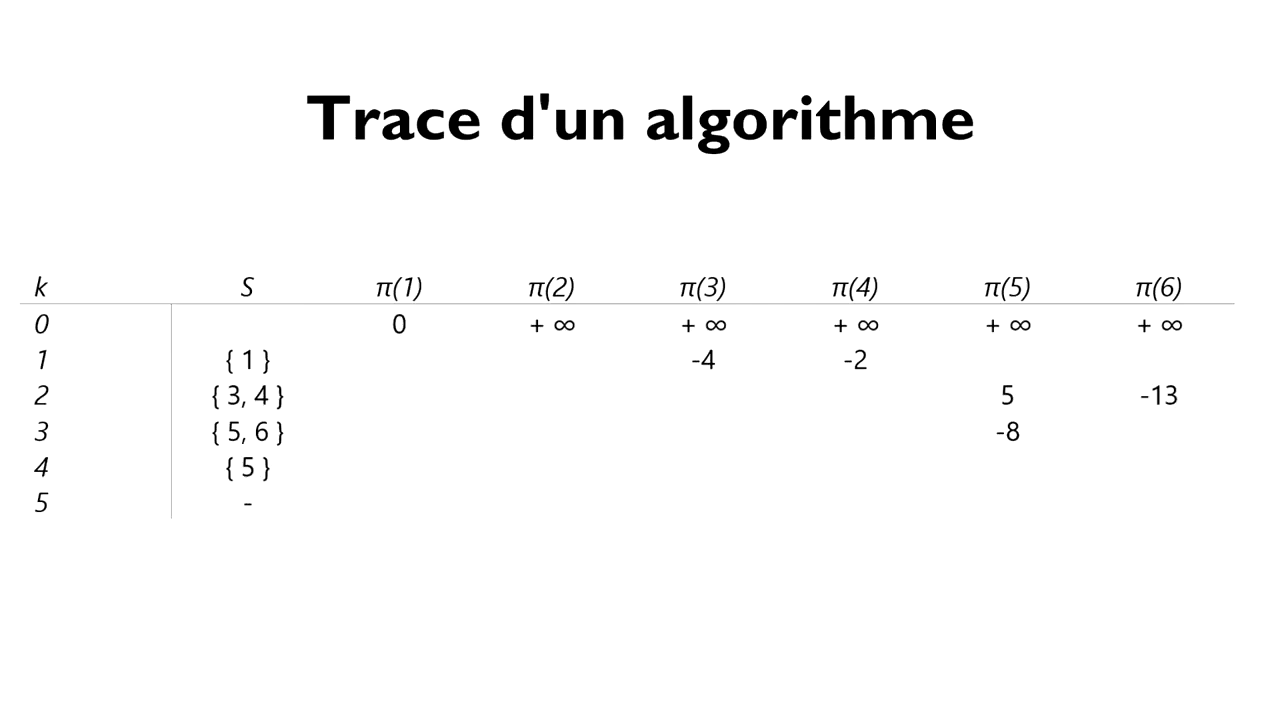 Trace d'un algorithme
k S π(1) π(2) π(3) π(4) π(5) π(6)
0 0 + ∞ + ∞ + ∞ + ∞ + ∞
1 { 1 } -4 -2
2 { 3, 4 } 5 -13
3 { 5, 6 } -8
4 { 5 }
5 -